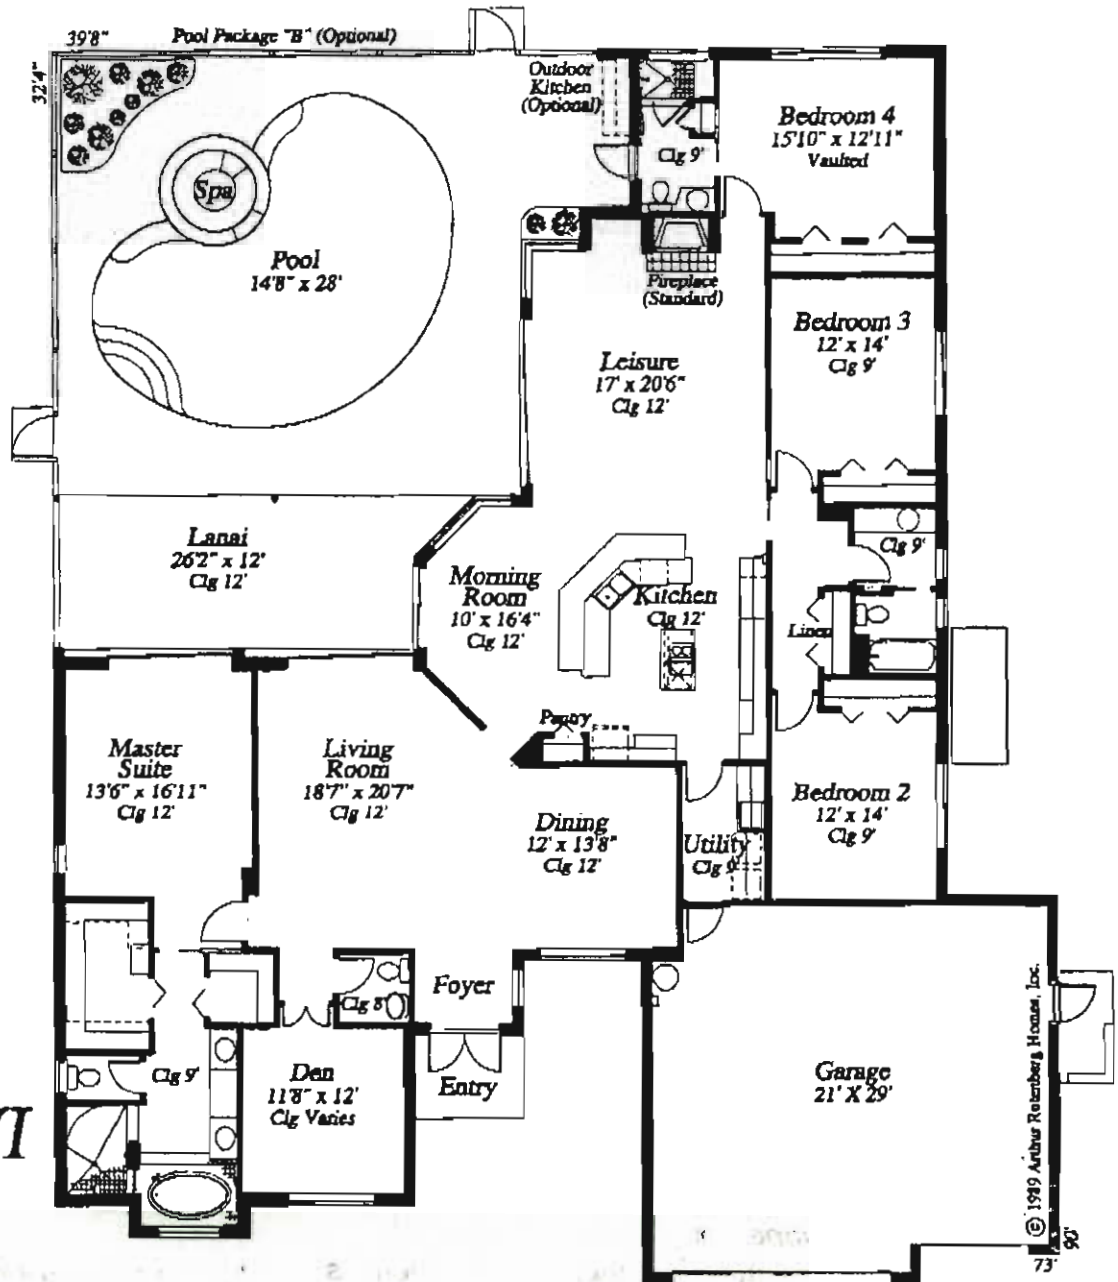 39'8"
Pool Package "B" (Optional)
32'4"
Outdoor
Kitchen
(Optional)
Bedroom 4
15'10" x 12'11"
Vaulted
Clg 9'
Spa
Pool
14'8" x 28'
Fireplace
(Standard)
Bedroom 3
12' x 14'
Clg 9'
Leisure
17' x 20'6"
Clg 12'
Lanai
26'2" x 12'
Clg 12'
Clg 9'
Morning
Room
10' x 16'4"
Clg 12'
Kitchen
Clg 12'
Linen
Pantry
Master
Suite
13'6" x 16'11"
Clg 12'
Living
Room
18'7" x 20'7"
Clg 12'
Dining
12' x 13'8"
Clg 12'
Utility
Clg 9'
Bedroom 2
12' x 14'
Clg 9'
Foyer
Clg 8'
Clg 9'
Den
11'8" x 12'
Clg Varies
Entry
Garage
21' X 29'
© 1989 Arthur Rutenberg Homes, Inc.
90'
73'